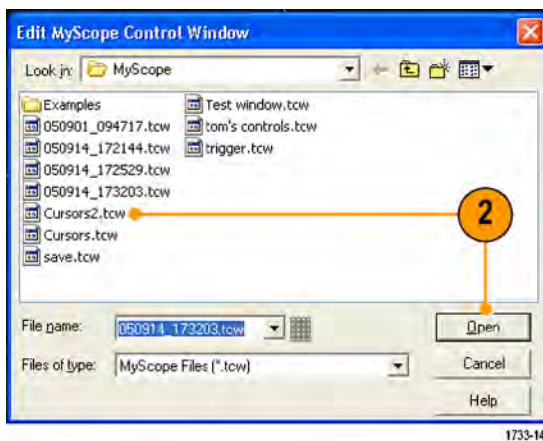 Edit MyScope Control Window
Look in: MyScope
Examples
050901_094717.tcw
050914_172144.tcw
050914_172529.tcw
050914_173203.tcw
Cursors2.tcw
Cursors.tcw
save.tcw
Test window.tcw
tom's controls.tcw
trigger.tcw
2
File name: 050914_173203.tcw
Open
Files of type: MyScope Files (*.tcw)
Cancel
Help
1733-14